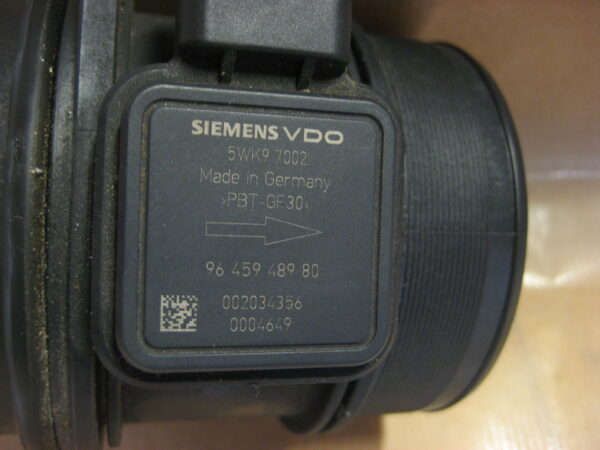 SIEMENS VDO
5WK9 7002
Made in Germany
>PBT-GF30<
96 459 489 80
002034356
0004649